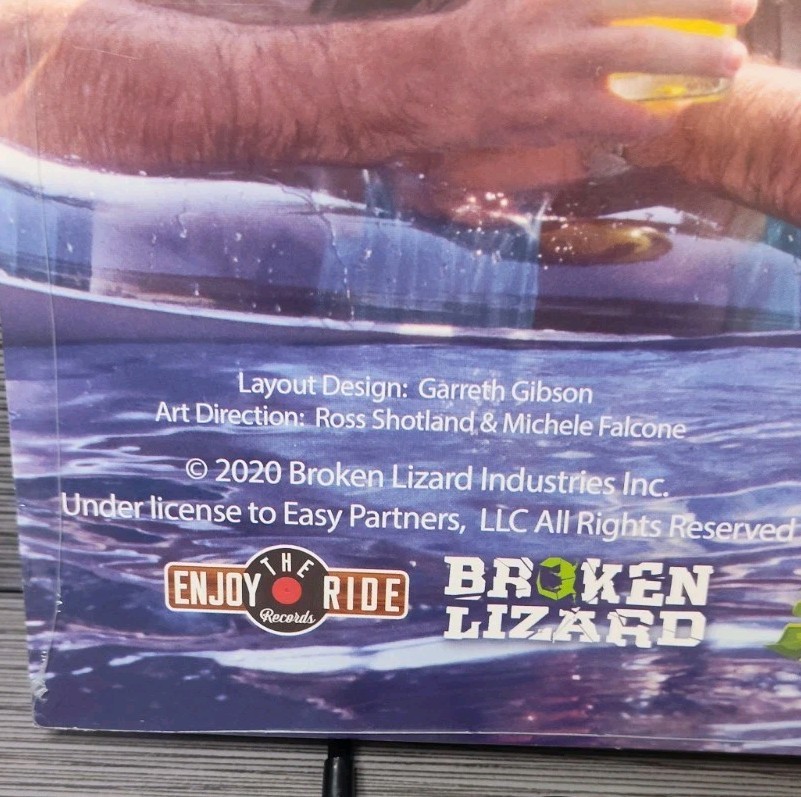 Layout Design: Garreth Gibson
Art Direction: Ross Shotland & Michele Falcone
© 2020 Broken Lizard Industries Inc.
Under license to Easy Partners, LLC All Rights Reserved
ENJOY THE RIDE
Records
BROKEN
LIZARD